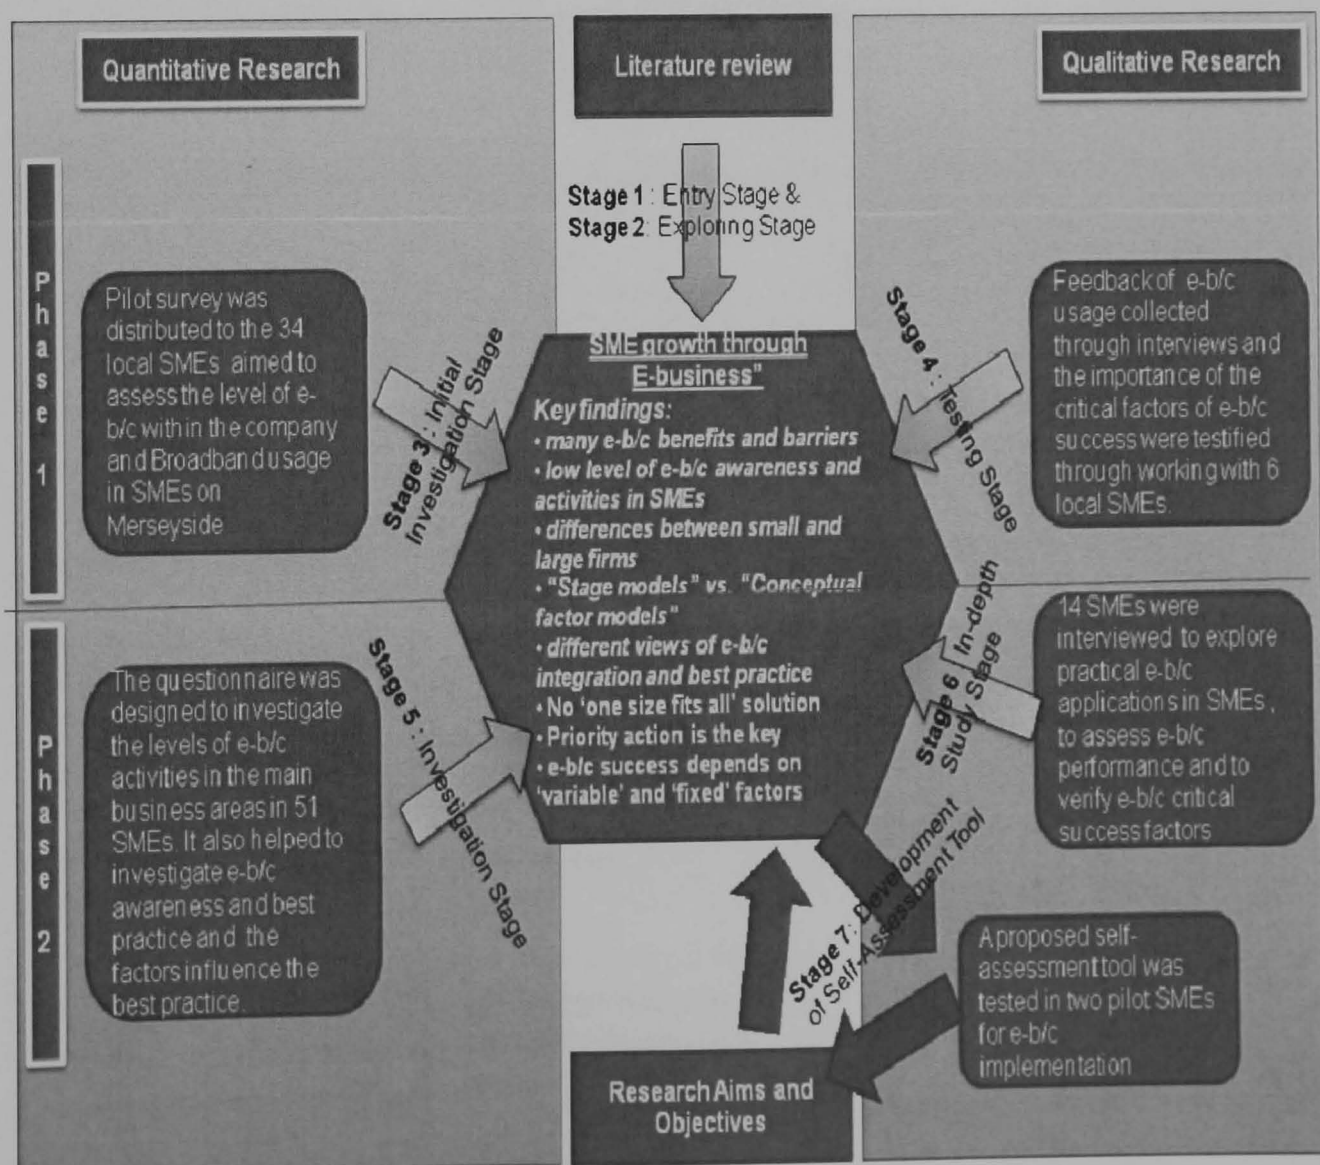 Quantitative Research
Literature review
Qualitative Research
Stage 1 : Entry Stage &
Stage 2: Exploring Stage
P
h
a
s
e
1
Pilot survey was
distributed to the 34
local SMEs aimed to
assess the level of e-
b/c with in the company
and Broadband usage
in SMEs on
Merseyside
Stage 3 : Initial
Investigation Stage
SME growth through
E-business"
Key findings:
• many e-b/c benefits and barriers
• low level of e-b/c awareness and
activities in SMEs
• differences between small and
large firms
• "Stage models" vs. "Conceptual
factor models"
• different views of e-b/c
integration and best practice
• No 'one size fits all' solution
• Priority action is the key
• e-b/c success depends on
'variable' and 'fixed' factors
Stage 4 : Testing Stage
Feedback of e-b/c
usage collected
through interviews and
the importance of the
critical factors of e-b/c
success were testified
through working with 6
local SMEs.
P
h
a
s
e
2
The questionnaire was
designed to investigate
the levels of e-b/c
activities in the main
business areas in 51
SMEs. It also helped to
investigate e-b/c
awareness and best
practice and the
factors influence the
best practice.
Stage 5 : Investigation Stage
Stage 6 : In-depth
Study Stage
14 SMEs were
interviewed to explore
practical e-b/c
applications in SMEs ,
to assess e-b/c
performance and to
verify e-b/c critical
success factors
Stage 7: Development
of Self-Assessment Tool
A proposed self-
assessment tool was
tested in two pilot SMEs
for e-b/c
implementation
Research Aims and
Objectives